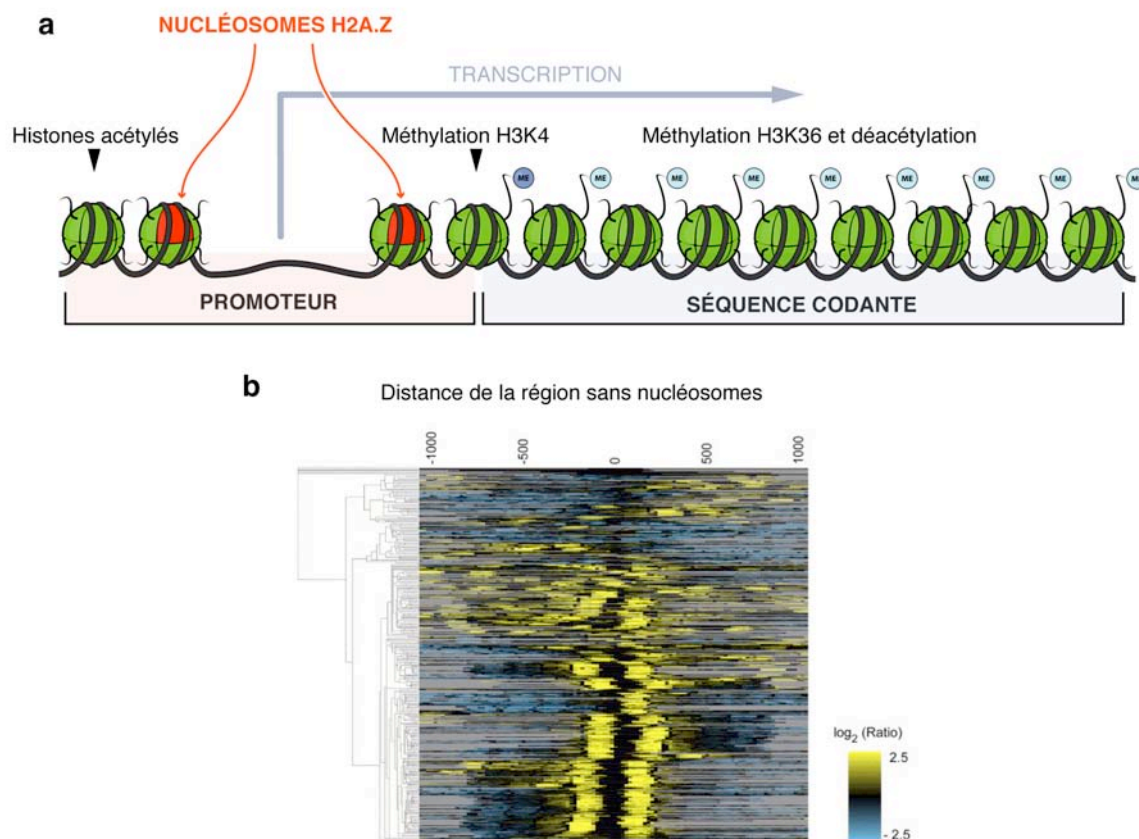 a
NUCLÉOSOMES H2A.Z
TRANSCRIPTION
Histones acétylés
Méthylation H3K4
Méthylation H3K36 et déacétylation
ME ME ME ME ME ME ME ME ME
PROMOTEUR
SÉQUENCE CODANTE
b
Distance de la région sans nucléosomes
-1000 -500 0 500 1000
log2 (Ratio)
2.5
- 2.5